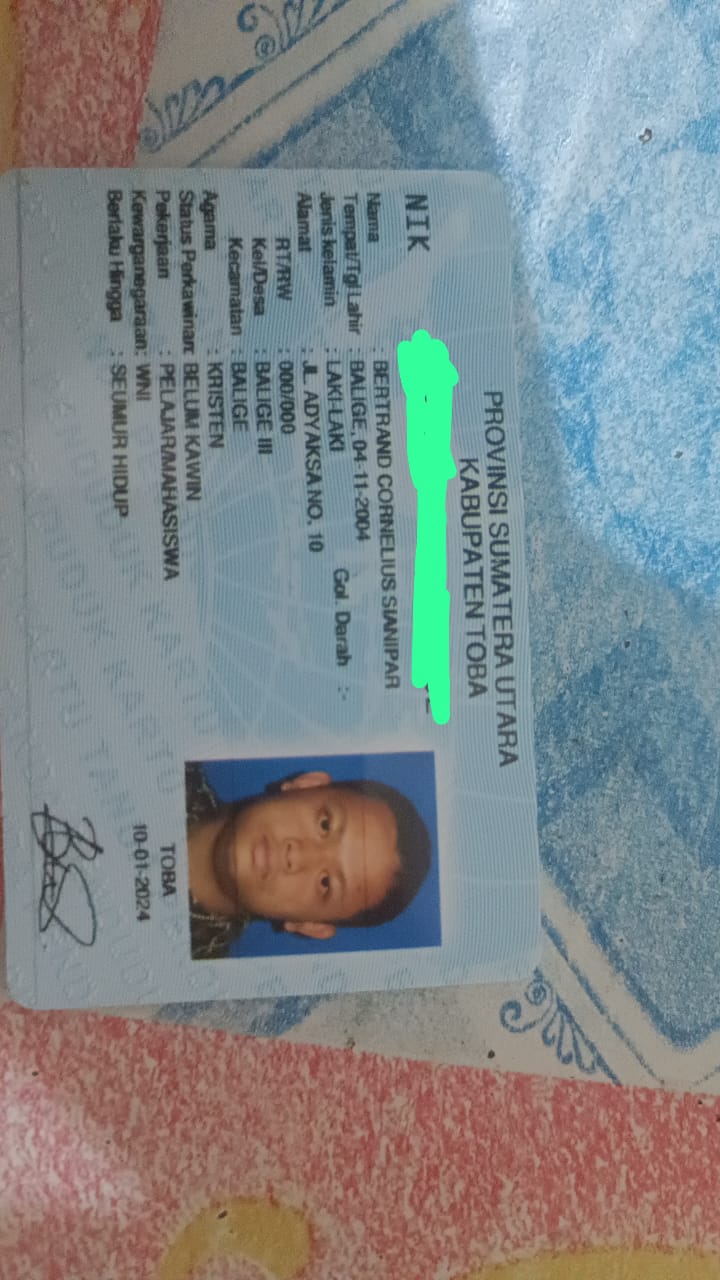 PROVINSI SUMATERA UTARA
KABUPATEN TOBA
NIK
Nama : BERTRAND CORNELIUS SIANIPAR
Tempat/Tgl Lahir : BALIGE, 04-11-2004
Jenis kelamin : LAKI-LAKI Gol. Darah :-
Alamat : JL. ADYAKSA NO. 10
RT/RW : 000/000
Kel/Desa : BALIGE III
Kecamatan : BALIGE
Agama : KRISTEN
Status Perkawinan: BELUM KAWIN
Pekerjaan : PELAJAR/MAHASISWA
Kewarganegaraan: WNI
Berlaku Hingga : SEUMUR HIDUP
TOBA
10-01-2024